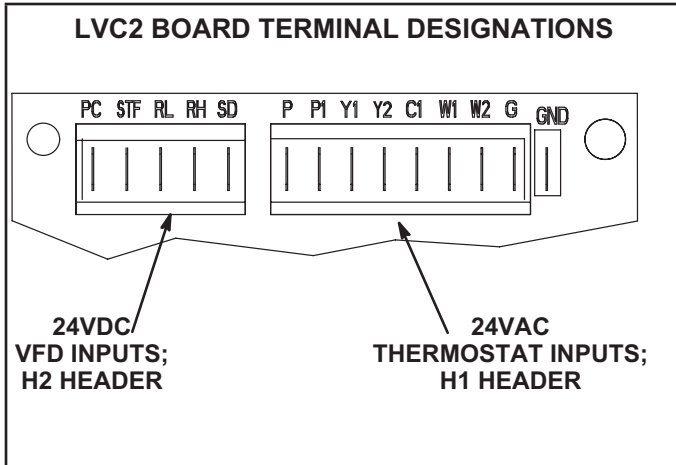 LVC2 BOARD TERMINAL DESIGNATIONS
PC STF RL RH SD P P1 Y1 Y2 C1 W1 W2 G GND
24VDC
VFD INPUTS;
H2 HEADER
24VAC
THERMOSTAT INPUTS;
H1 HEADER